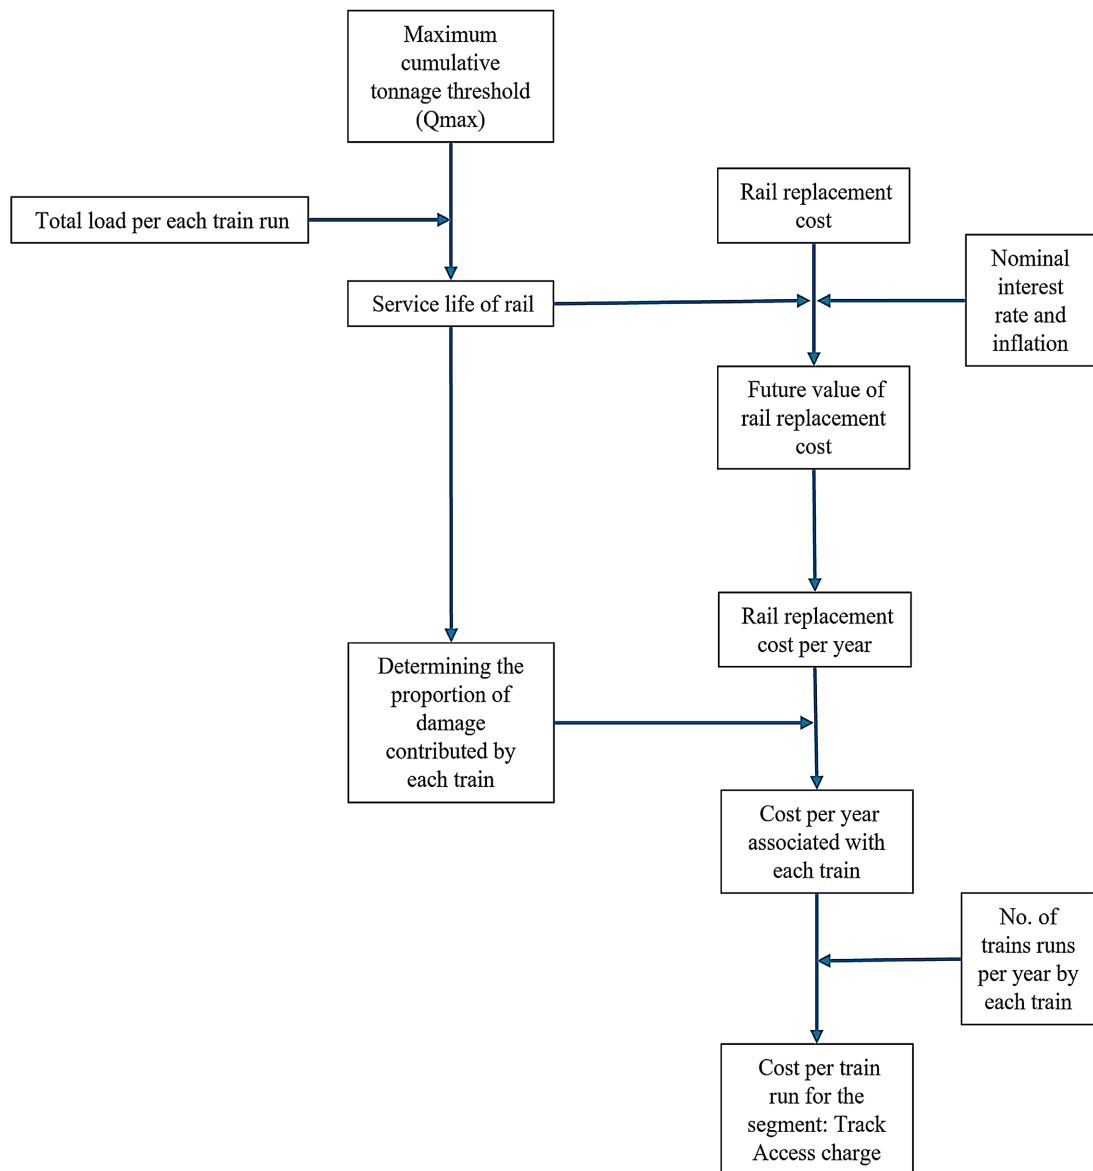 Maximum
cumulative
tonnage threshold
(Qmax)
Total load per each train run
Rail replacement
cost
Nominal
interest
rate and
inflation
Service life of rail
Future value of
rail replacement
cost
Rail replacement
cost per year
Determining the
proportion of
damage
contributed by
each train
Cost per year
associated with
each train
No. of
trains runs
per year by
each train
Cost per train
run for the
segment: Track
Access charge